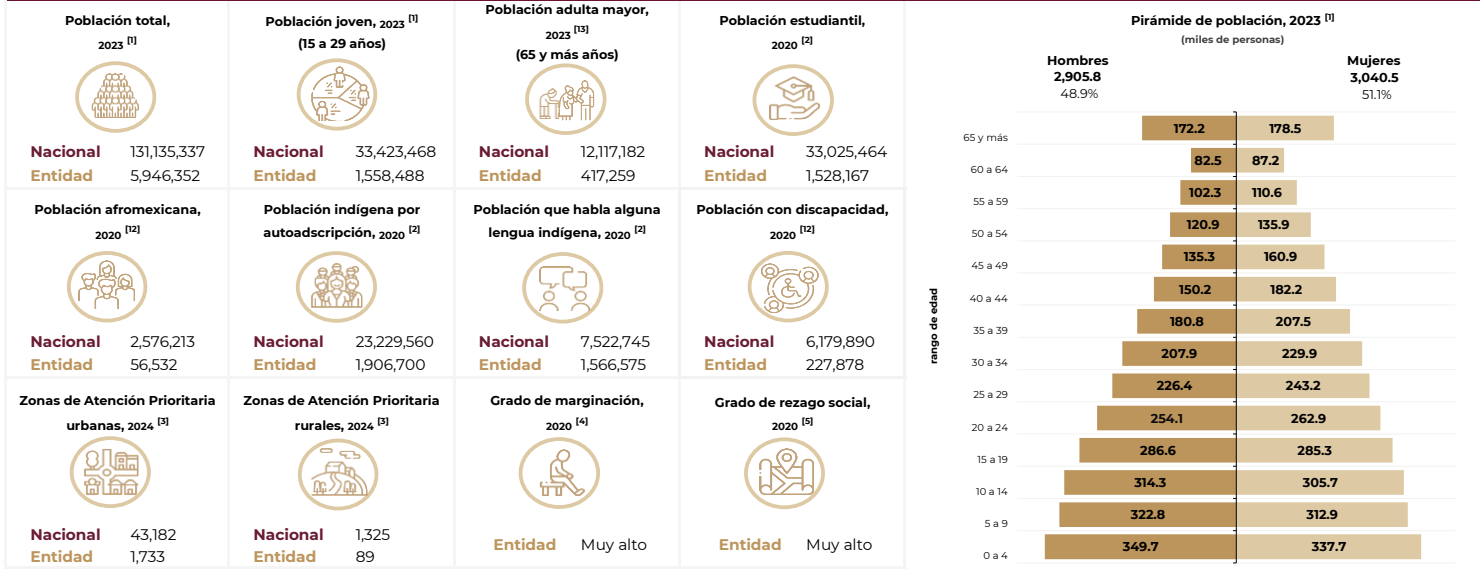 Población total,
2023 [1]
Nacional 131,135,337
Entidad 5,946,352
Población joven, 2023 [1]
(15 a 29 años)
Nacional 33,423,468
Entidad 1,558,488
Población adulta mayor,
2023 [13]
(65 y más años)
Nacional 12,117,182
Entidad 417,259
Población estudiantil,
2020 [2]
Nacional 33,025,464
Entidad 1,528,167
Población afromexicana,
2020 [12]
Nacional 2,576,213
Entidad 56,532
Población indígena por
autoadscripción, 2020 [2]
Nacional 23,229,560
Entidad 1,906,700
Población que habla alguna
lengua indígena, 2020 [2]
Nacional 7,522,745
Entidad 1,566,575
Población con discapacidad,
2020 [12]
Nacional 6,179,890
Entidad 227,878
Zonas de Atención Prioritaria
urbanas, 2024 [3]
Nacional 43,182
Entidad 1,733
Zonas de Atención Prioritaria
rurales, 2024 [3]
Nacional 1,325
Entidad 89
Grado de marginación,
2020 [4]
Entidad Muy alto
Grado de rezago social,
2020 [5]
Entidad Muy alto
Pirámide de población, 2023 [1]
(miles de personas)
Hombres
2,905.8
48.9%
Mujeres
3,040.5
51.1%
rango de edad
65 y más 172.2 178.5
60 a 64 82.5 87.2
55 a 59 102.3 110.6
50 a 54 120.9 135.9
45 a 49 135.3 160.9
40 a 44 150.2 182.2
35 a 39 180.8 207.5
30 a 34 207.9 229.9
25 a 29 226.4 243.2
20 a 24 254.1 262.9
15 a 19 286.6 285.3
10 a 14 314.3 305.7
5 a 9 322.8 312.9
0 a 4 349.7 337.7